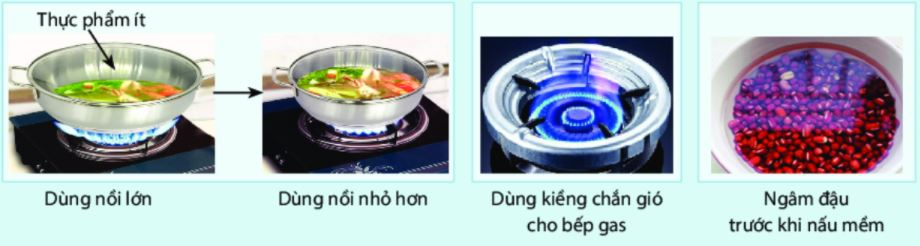 Thực phẩm ít
Dùng nồi lớn
Dùng nồi nhỏ hơn
Dùng kiềng chắn gió
cho bếp gas
Ngâm đậu
trước khi nấu mềm